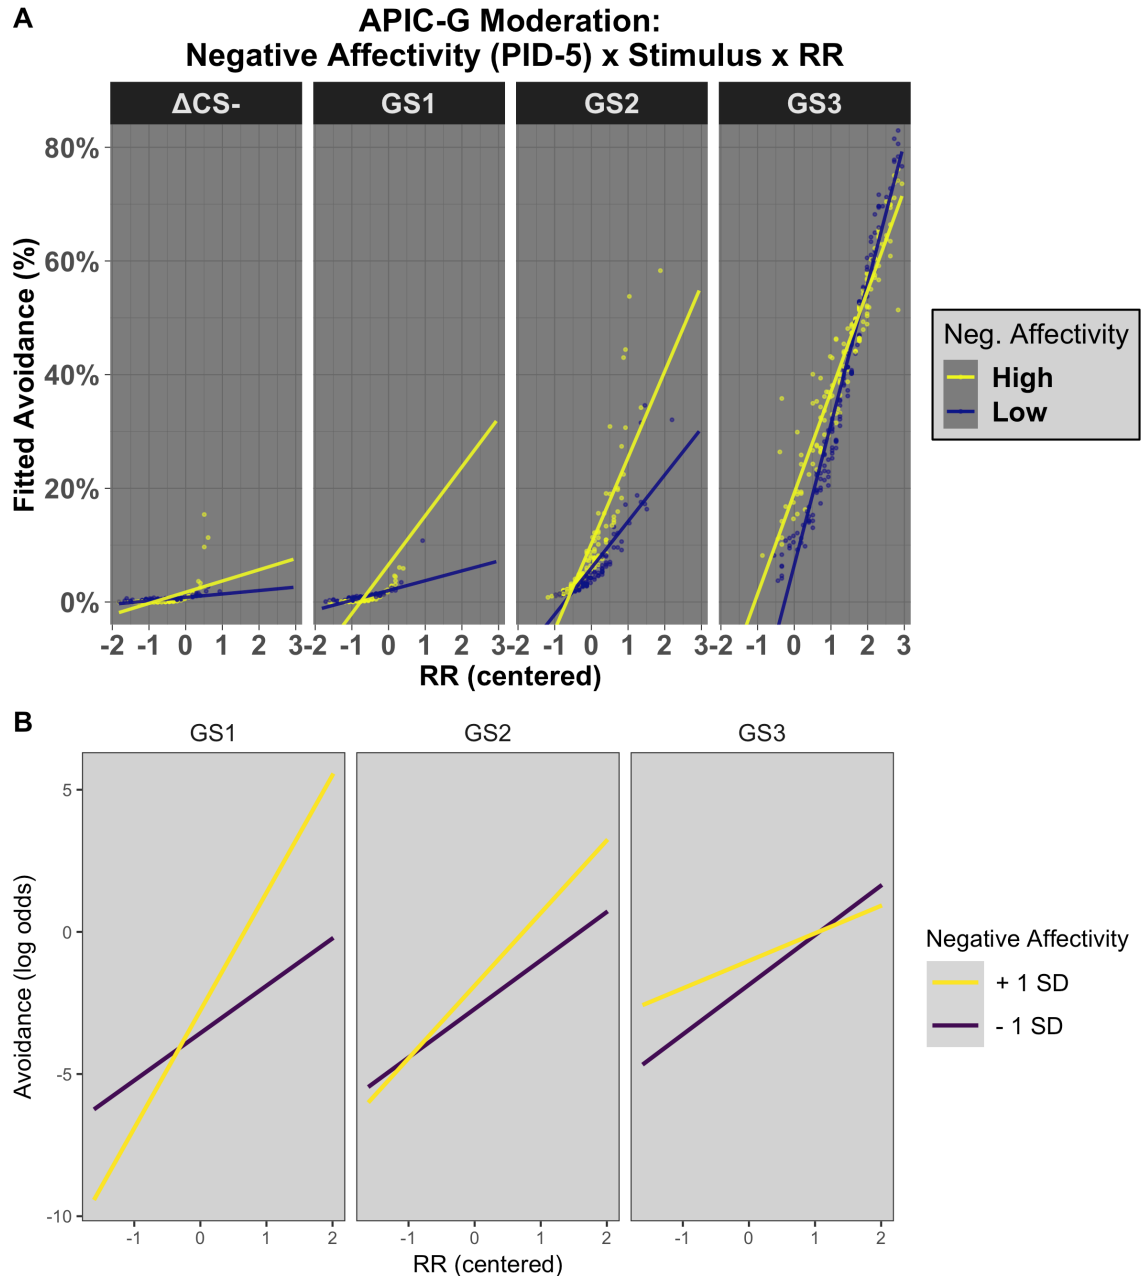 A
APIC-G Moderation:
Negative Affectivity (PID-5) x Stimulus x RR
ΔCS- GS1 GS2 GS3
80%
60%
40%
20%
0%
Fitted Avoidance (%)
-2 -1 0 1 2 3 -2 -1 0 1 2 3 -2 -1 0 1 2 3 -2 -1 0 1 2 3
RR (centered)
Neg. Affectivity
High
Low
B
GS1 GS2 GS3
5
0
-5
-10
Avoidance (log odds)
-1 0 1 2 -1 0 1 2 -1 0 1 2
RR (centered)
Negative Affectivity
+ 1 SD
- 1 SD